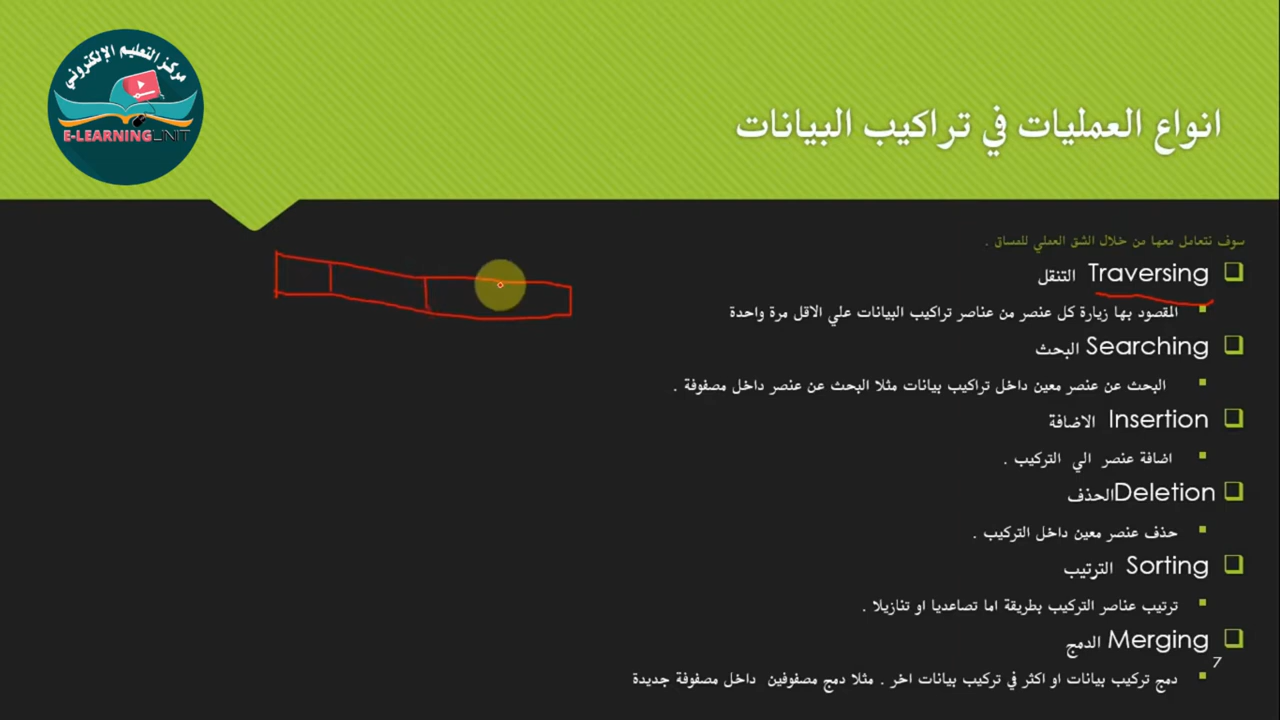 مركز التعليم الإلكتروني
E-LEARNING UNIT
انواع العمليات في تراكيب البيانات
سوف نتعامل معها من خلال الشق العملي للمساق .
Traversing التنقل
المقصود بها زيارة كل عنصر من عناصر تراكيب البيانات علي الاقل مرة واحدة
Searching البحث
البحث عن عنصر معين داخل تراكيب بيانات مثلا البحث عن عنصر داخل مصفوفة .
Insertion الاضافة
اضافة عنصر الي التركيب .
Deletionالحذف
حذف عنصر معين داخل التركيب .
Sorting الترتيب
ترتيب عناصر التركيب بطريقة اما تصاعديا او تنازيلا .
Merging الدمج
دمج تركيب بيانات او اكثر في تركيب بيانات اخر . مثلا دمج مصفوفين داخل مصفوفة جديدة
7